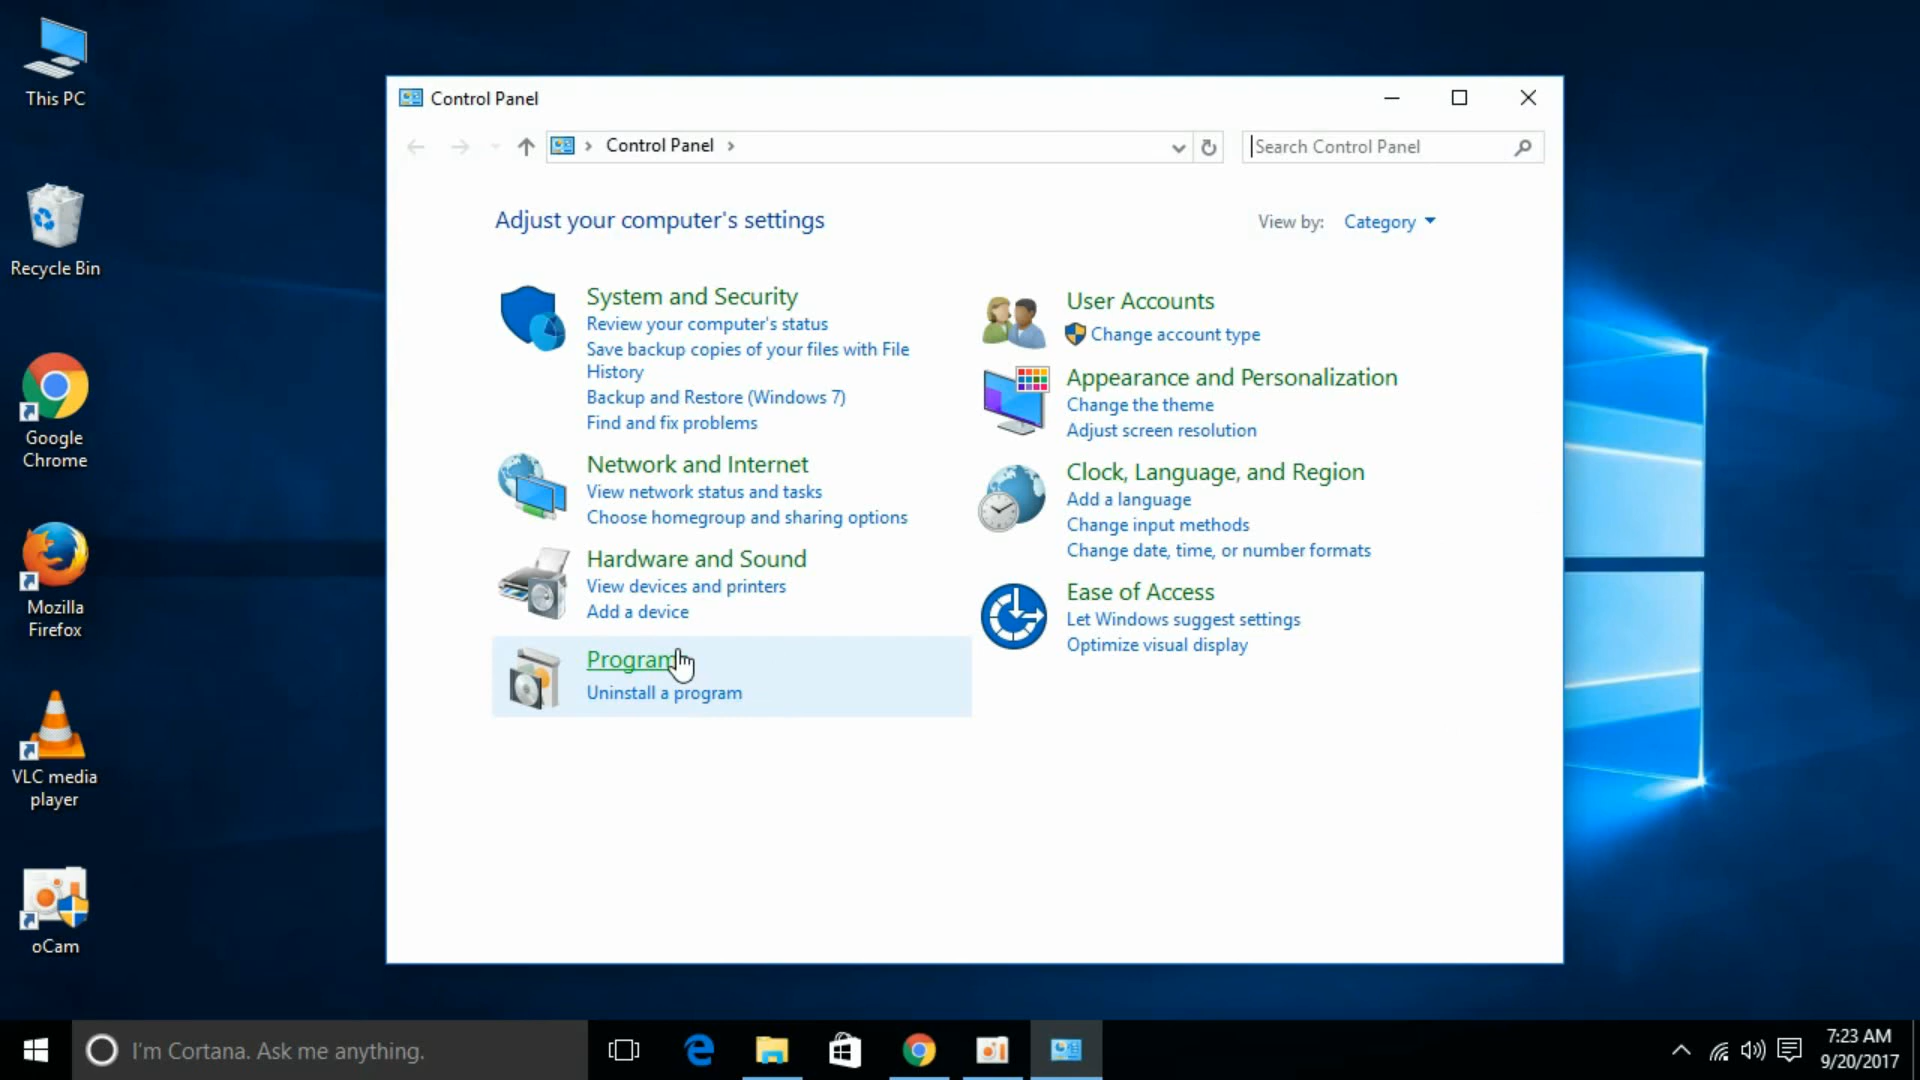 This PC
Recycle Bin
Google
Chrome
Mozilla
Firefox
VLC media
player
oCam
Control Panel
Control Panel
Search Control Panel
Adjust your computer's settings
View by: Category
System and Security
Review your computer's status
Save backup copies of your files with File
History
Backup and Restore (Windows 7)
Find and fix problems
Network and Internet
View network status and tasks
Choose homegroup and sharing options
Hardware and Sound
View devices and printers
Add a device
Program
Uninstall a program
User Accounts
Change account type
Appearance and Personalization
Change the theme
Adjust screen resolution
Clock, Language, and Region
Add a language
Change input methods
Change date, time, or number formats
Ease of Access
Let Windows suggest settings
Optimize visual display
I'm Cortana. Ask me anything.
7:23 AM
9/20/2017